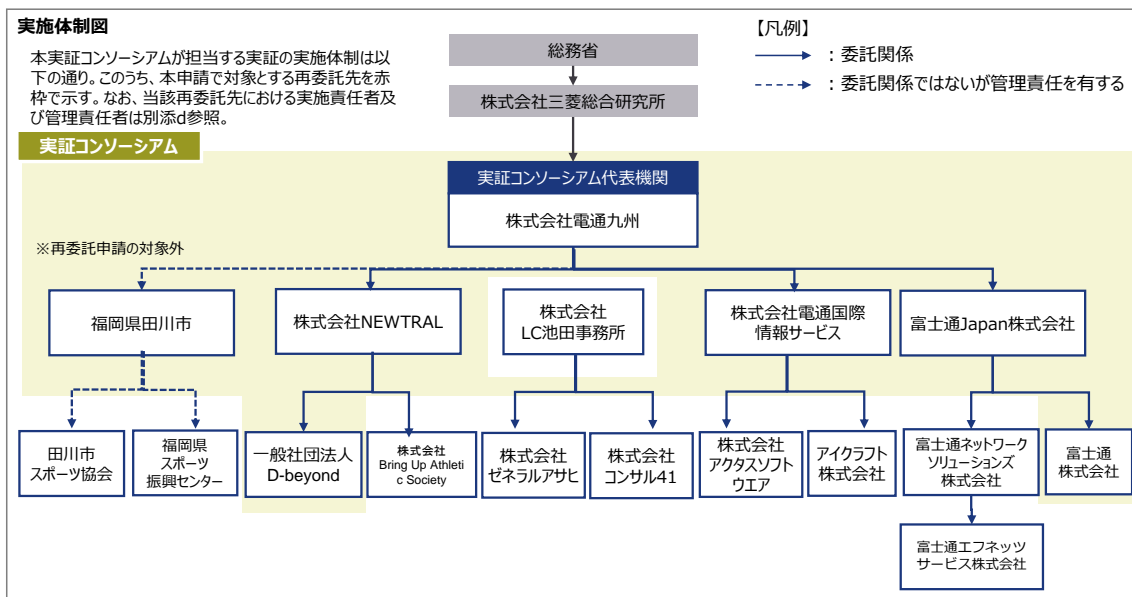 実施体制図
本実証コンソーシアムが担当する実証の実施体制は以
下の通り。このうち、本申請で対象とする再委託先を赤
枠で示す。なお、当該再委託先における実施責任者及
び管理責任者は別添d参照。
総務省
株式会社三菱総合研究所
【凡例】
：委託関係
：委託関係ではないが管理責任を有する
実証コンソーシアム
実証コンソーシアム代表機関
株式会社電通九州
※再委託申請の対象外
福岡県田川市
株式会社NEWTRAL
株式会社
LC池田事務所
株式会社電通国際
情報サービス
富士通Japan株式会社
田川市
スポーツ協会
福岡県
スポーツ
振興センター
一般社団法人
D-beyond
株式会社
Bring Up Athleti
c Society
株式会社
ゼネラルアサヒ
株式会社
コンサル41
株式会社
アクタスソフト
ウエア
アイクラフト
株式会社
富士通ネットワーク
ソリューションズ
株式会社
富士通
株式会社
富士通エフネッツ
サービス株式会社